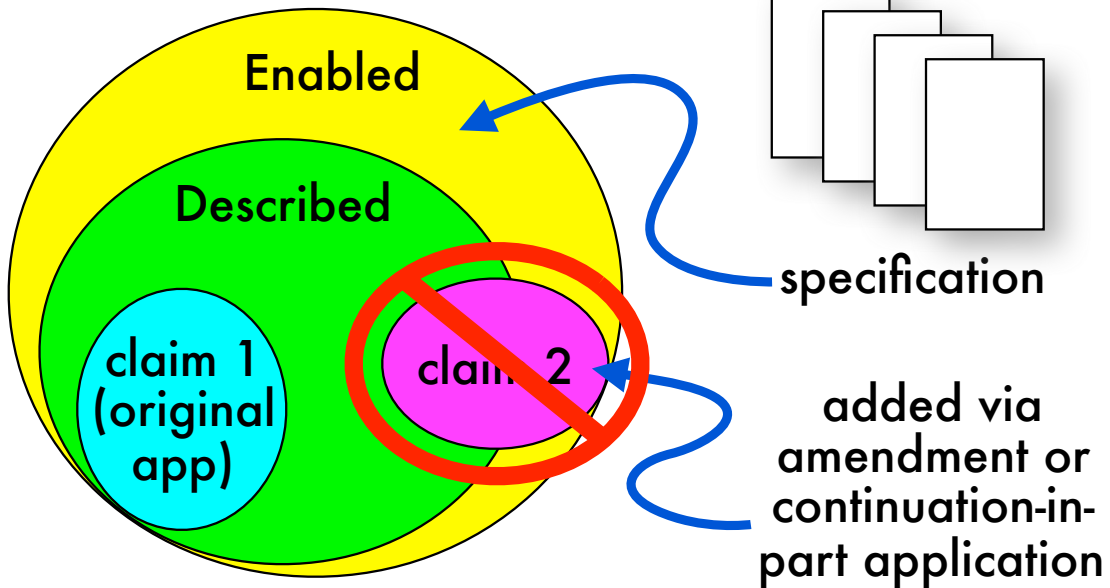 Enabled
Described
claim 1
(original
app)
claim 2
specification
added via
amendment or
continuation-in-
part application